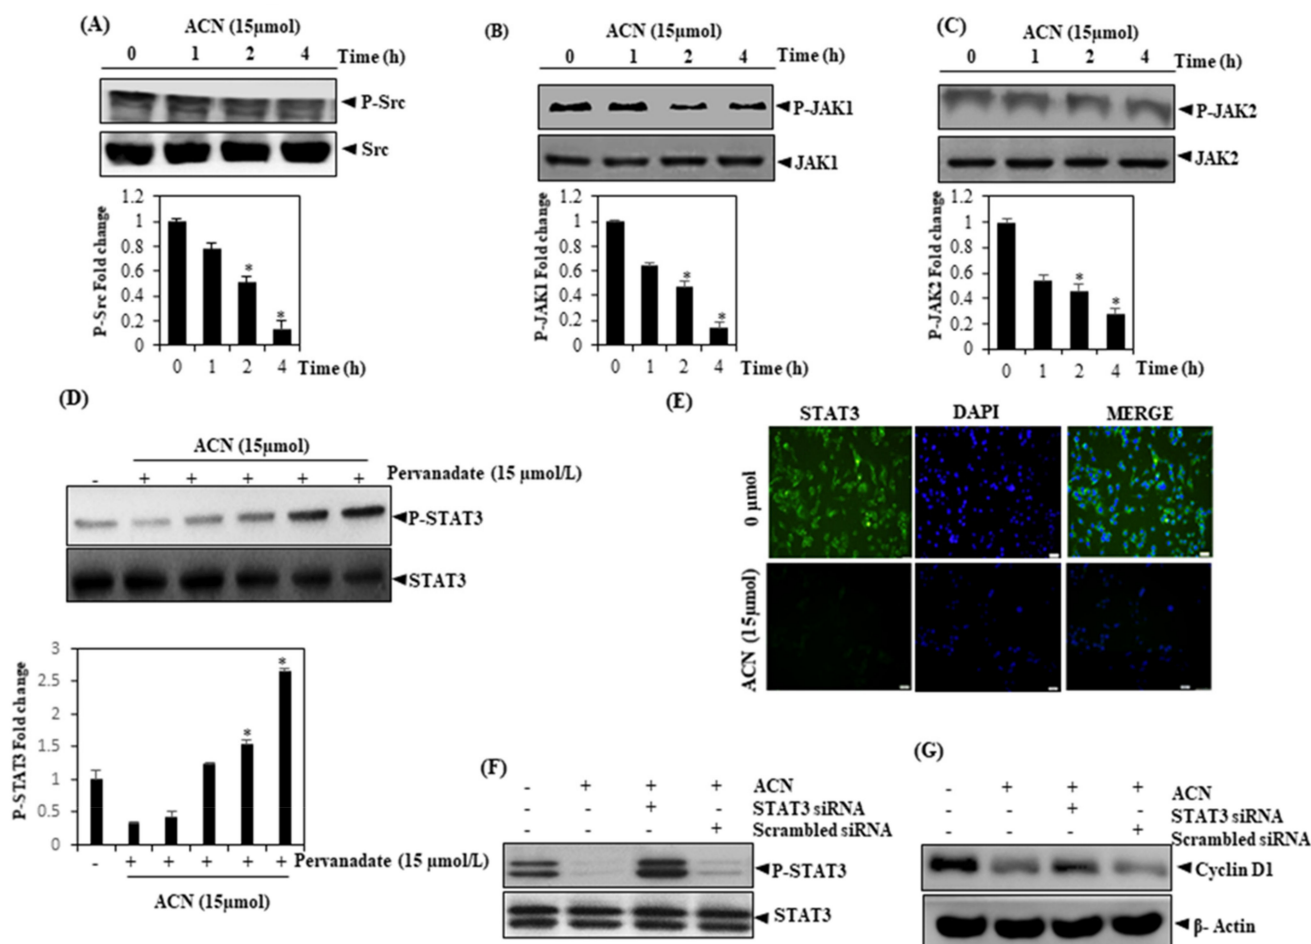 (A)
ACN (15µmol)
0 1 2 4 Time (h)
P-Src
Src
P-Src Fold change
1.2
1
0.8
0.6
0.4
0.2
0
* *
0 1 2 4 Time (h)
(B)
ACN (15µmol)
0 1 2 4 Time (h)
P-JAK1
JAK1
P-JAK1 Fold change
1.2
1
0.8
0.6
0.4
0.2
0
* *
0 1 2 4 Time (h)
(C)
ACN (15µmol)
0 1 2 4 Time (h)
P-JAK2
JAK2
P-JAK2 Fold change
1.2
1
0.8
0.6
0.4
0.2
0
* *
0 1 2 4 Time (h)
(D)
ACN (15µmol)
- + + + + + Pervanadate (15 µmol/L)
P-STAT3
STAT3
P-STAT3 Fold change
3
2.5
2
1.5
1
0.5
0
* *
- + + + + + Pervanadate (15 µmol/L)
ACN (15µmol)
(E)
STAT3 DAPI MERGE
0 µmol
ACN (15µmol)
(F)
- + + + ACN
- - + - STAT3 siRNA
- - - + Scrambled siRNA
P-STAT3
STAT3
(G)
- + + + ACN
- - + - STAT3 siRNA
- - - + Scrambled siRNA
Cyclin D1
β- Actin